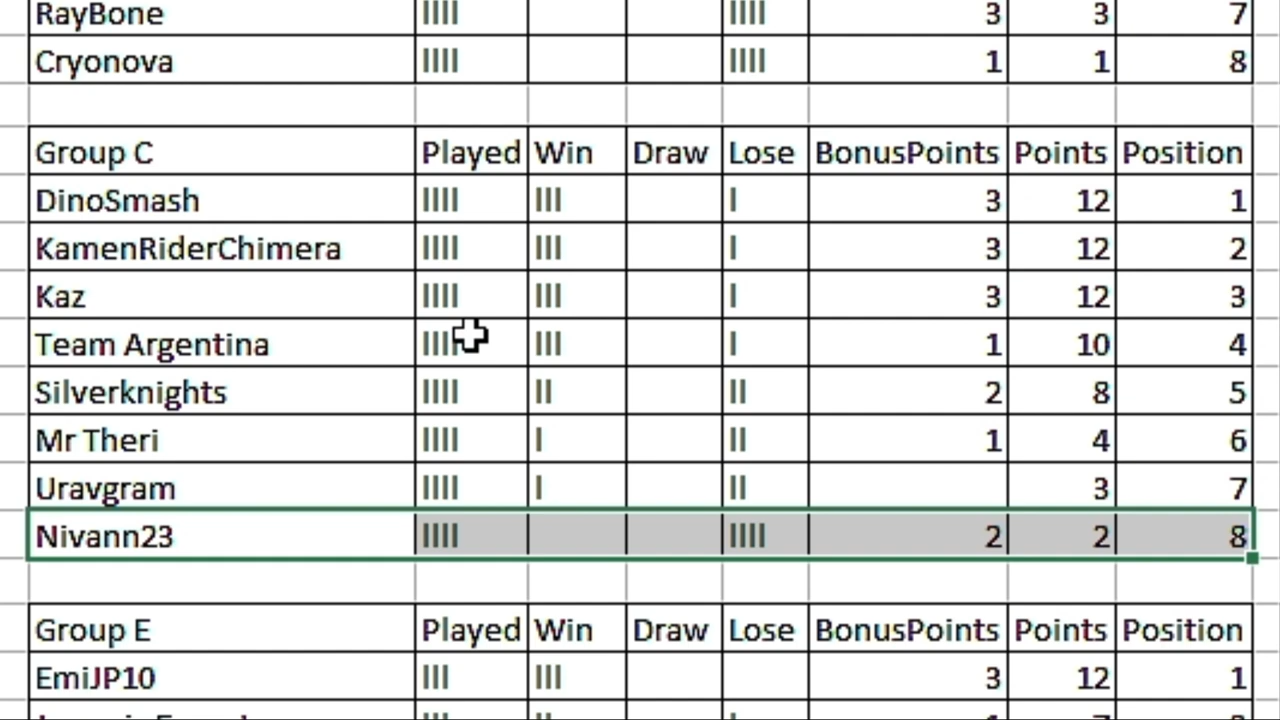 RayBone IIII IIII 3 3 7
Cryonova IIII IIII 1 1 8
Group C Played Win Draw Lose BonusPoints Points Position
DinoSmash IIII III I 3 12 1
KamenRiderChimera IIII III I 3 12 2
Kaz IIII III I 3 12 3
Team Argentina IIII III I 1 10 4
Silverknights IIII II II 2 8 5
Mr Theri IIII I II 1 4 6
Uravgram IIII I II 3 7
Nivann23 IIII IIII 2 2 8
Group E Played Win Draw Lose BonusPoints Points Position
EmiJP10 III III 3 12 1